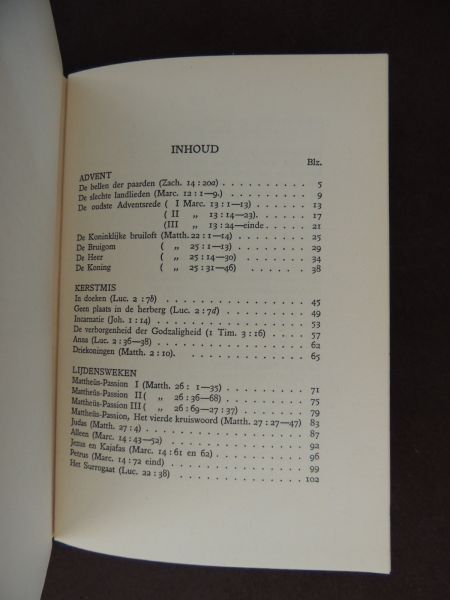 INHOUD
Blz.
ADVENT
De bellen der paarden (Zach. 14 : 20a) . . . . . . . . . . 5
De slechte landlieden (Marc. 12 : 1—9.) . . . . . . . . . . 9
De oudste Adventsrede ( I Marc. 13 : 1—13) . . . . . . . 13
( II „ 13 : 14—23). . . . . . . 17
(III „ 13 : 24—einde . . . . . . 21
De Koninklijke bruiloft (Matth. 22 : 1—14) . . . . . . . . 25
De Bruigom ( „ 25 : 1—13) . . . . . . . . 29
De Heer ( „ 25 : 14—30) . . . . . . . . 34
De Koning ( „ 25 : 31—46) . . . . . . . . 38
KERSTMIS
In doeken (Luc. 2 : 7b) . . . . . . . . . . . . . . 45
Geen plaats in de herberg (Luc. 2 : 7d) . . . . . . . . . 49
Incarnatie (Joh. 1 : 14) . . . . . . . . . . . . . . 53
De verborgenheid der Godzaligheid (1 Tim. 3 : 16) . . . . . 57
Anna (Luc. 2 : 36—38) . . . . . . . . . . . . . . 62
Driekoningen (Matth. 2 : 10). . . . . . . . . . . . . 65
LIJDENSWEKEN
Mattheüs-Passion I (Matth. 26 : 1—35) . . . . . . . . 71
Mattheüs-Passion II ( „ 26 : 36—68) . . . . . . . . 75
Mattheüs-Passion III ( „ 26 : 69—27 : 37) . . . . . . 79
Mattheüs-Passion, Het vierde kruiswoord (Matth. 27 : 27—47) 83
Judas (Matth. 27 : 4) . . . . . . . . . . . . . . . 87
Alleen (Marc. 14 : 43—52) . . . . . . . . . . . . . 92
Jezus en Kajafas (Marc. 14 : 61 en 62) . . . . . . . . . 96
Petrus (Marc. 14 : 72 eind) . . . . . . . . . . . . . 99
Het Surrogaat (Luc. 22 : 38) . . . . . . . . . . . . 102